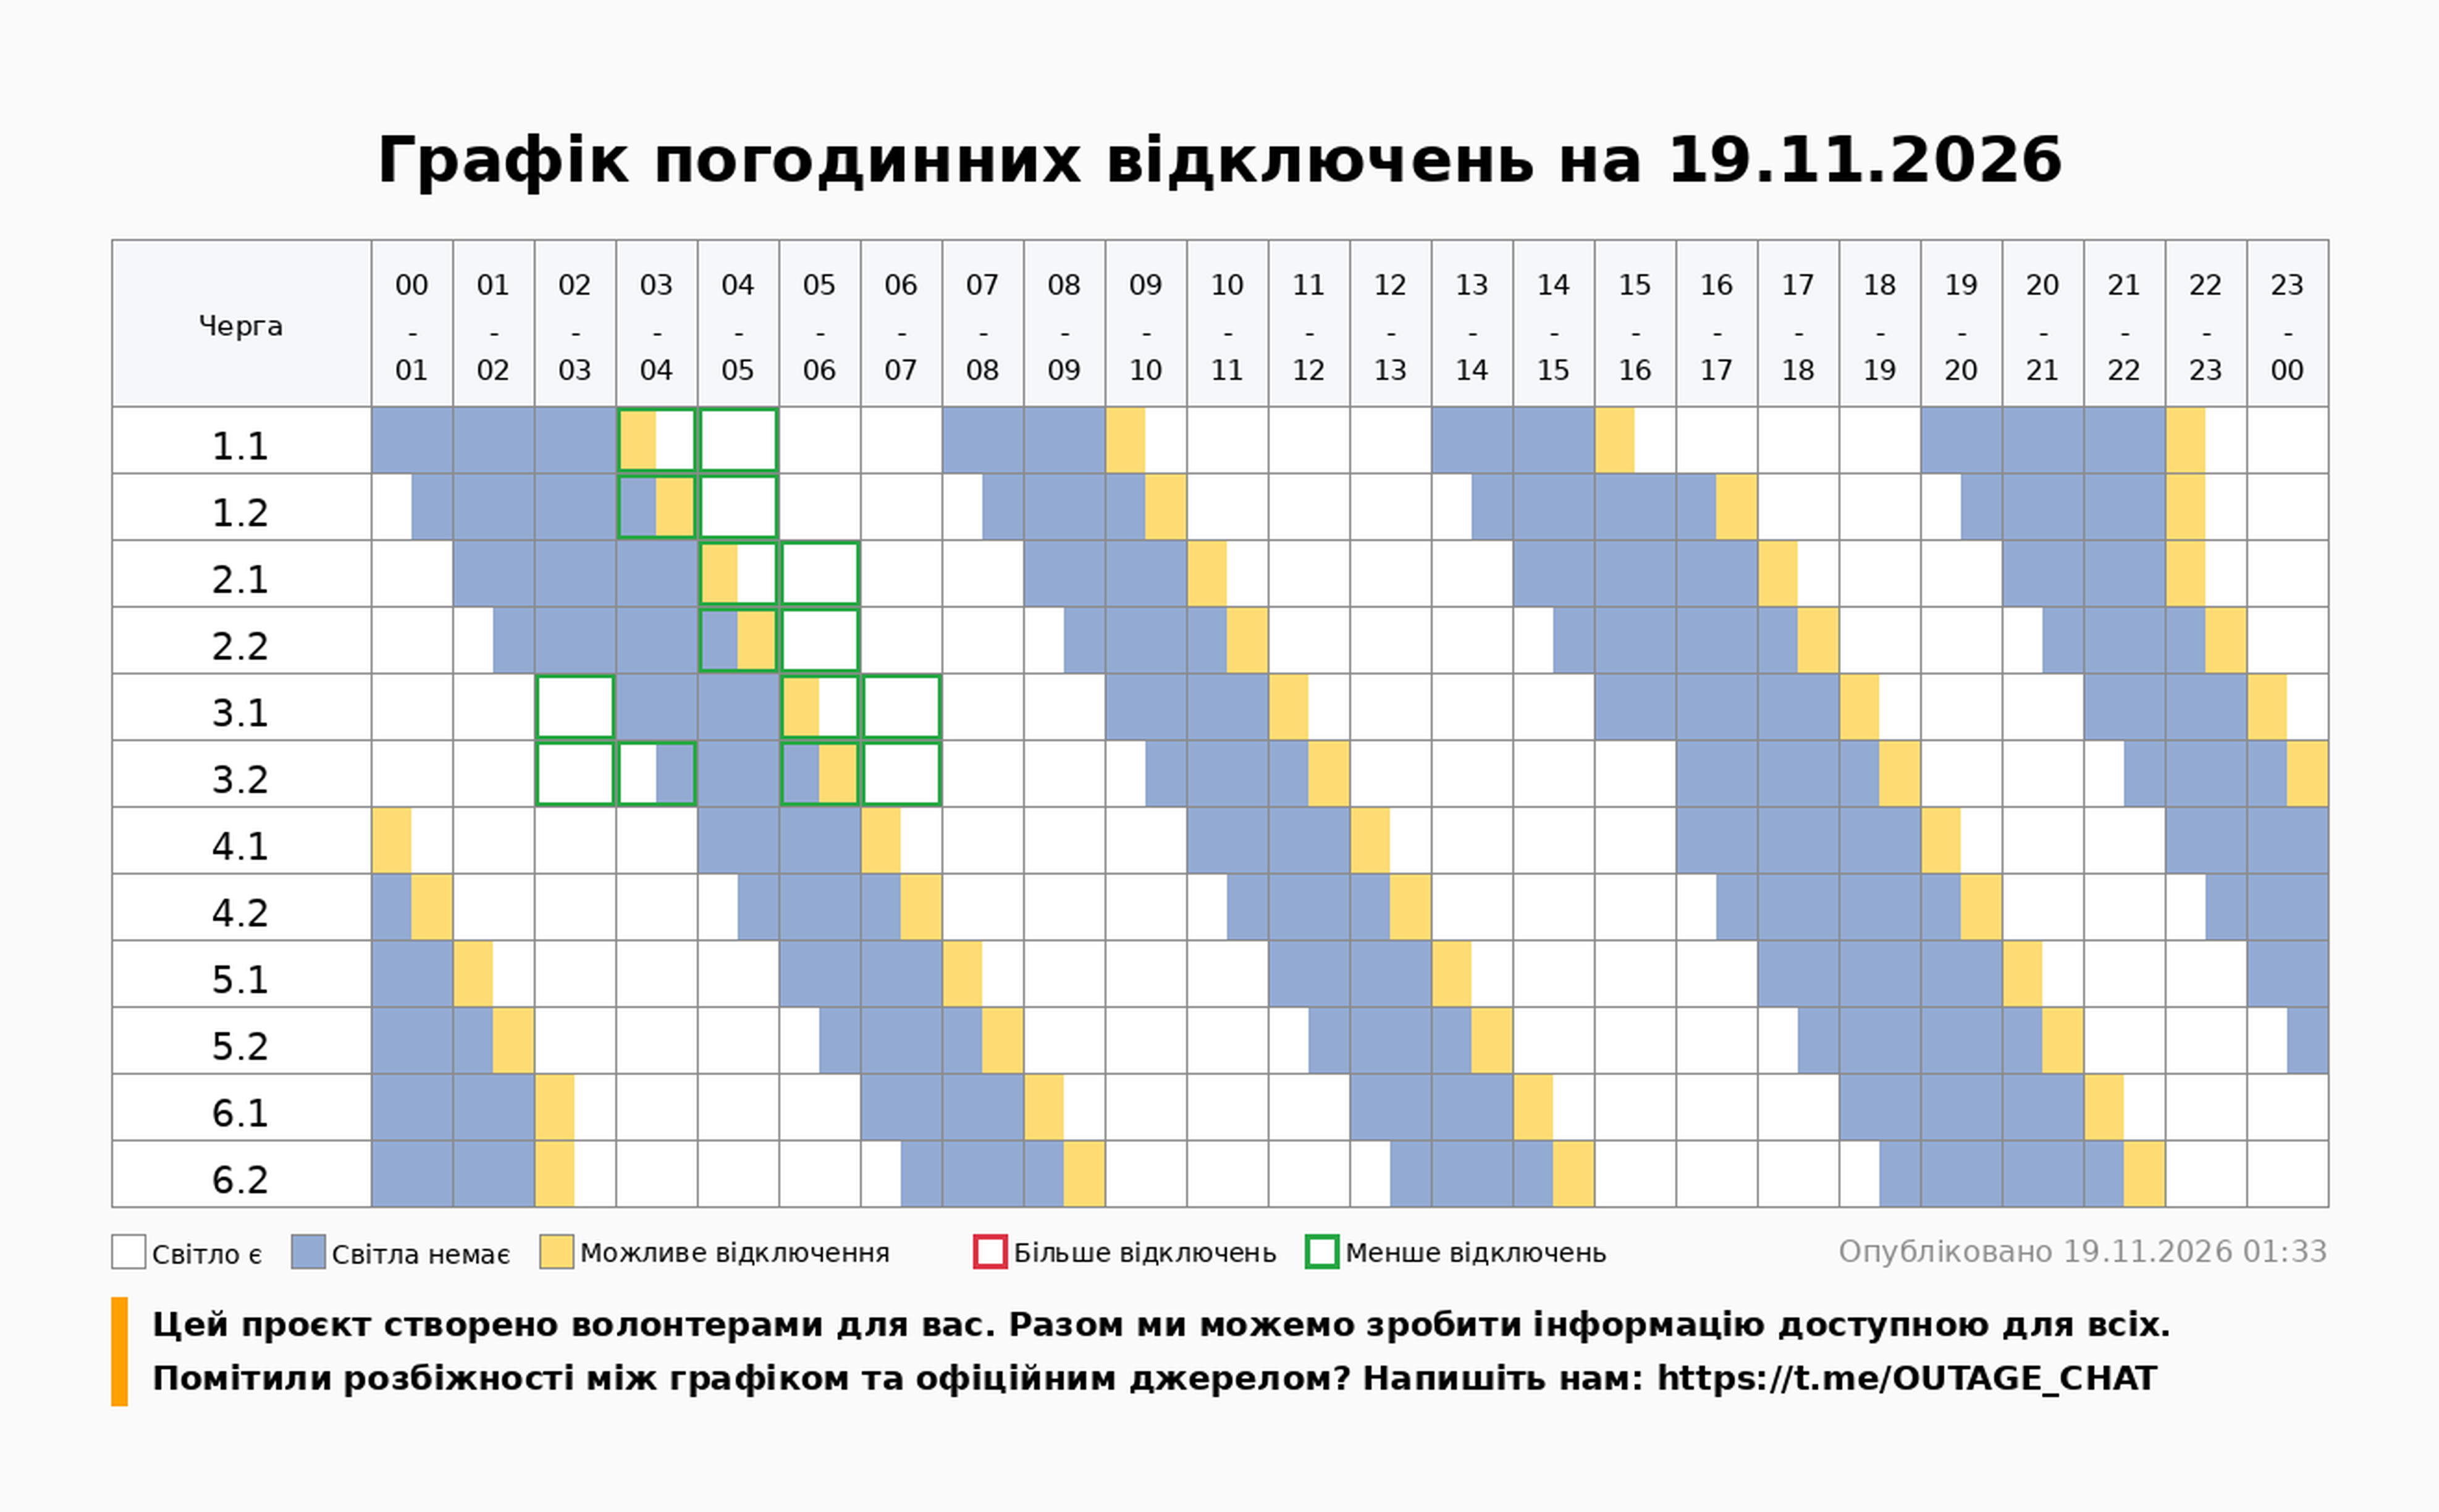 Графік погодинних відключень на 19.11.2026
Черга 00 - 01 01 - 02 02 - 03 03 - 04 04 - 05 05 - 06 06 - 07 07 - 08 08 - 09 09 - 10 10 - 11 11 - 12 12 - 13 13 - 14 14 - 15 15 - 16 16 - 17 17 - 18 18 - 19 19 - 20 20 - 21 21 - 22 22 - 23 23 - 00
1.1
1.2
2.1
2.2
3.1
3.2
4.1
4.2
5.1
5.2
6.1
6.2
Світло є Світла немає Можливе відключення Більше відключень Менше відключень Опубліковано 19.11.2026 01:33
Цей проєкт створено волонтерами для вас. Разом ми можемо зробити інформацію доступною для всіх.
Помітили розбіжності між графіком та офіційним джерелом? Напишіть нам: https://t.me/OUTAGE_CHAT